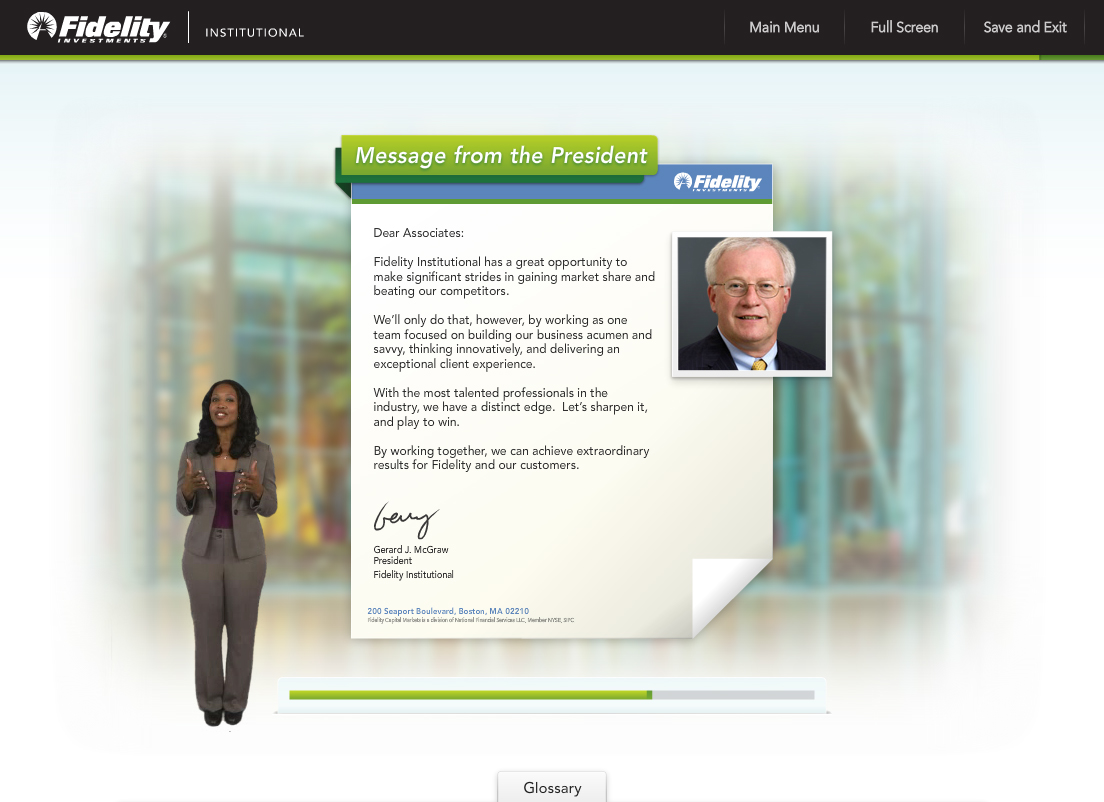 Fidelity
INVESTMENTS
INSTITUTIONAL
Main Menu
Full Screen
Save and Exit
Message from the President
Fidelity
INVESTMENTS
Dear Associates:
Fidelity Institutional has a great opportunity to
make significant strides in gaining market share and
beating our competitors.
We'll only do that, however, by working as one
team focused on building our business acumen and
savvy, thinking innovatively, and delivering an
exceptional client experience.
With the most talented professionals in the
industry, we have a distinct edge.  Let's sharpen it,
and play to win.
By working together, we can achieve extraordinary
results for Fidelity and our customers.
Gerry
Gerard J. McGraw
President
Fidelity Institutional
200 Seaport Boulevard, Boston, MA 02210
Fidelity Capital Markets is a division of National Financial Services LLC, Member NYSE, SIPC
Glossary